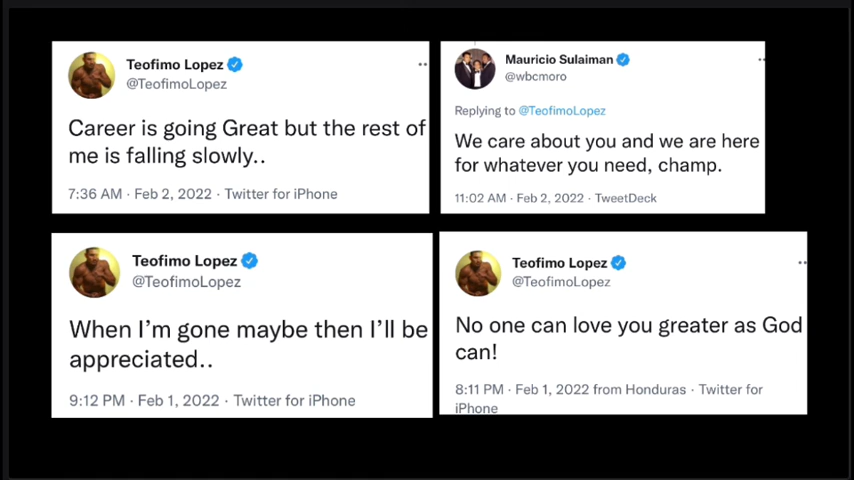 Teofimo Lopez
@TeofimoLopez
Career is going Great but the rest of
me is falling slowly..
7:36 AM · Feb 2, 2022 · Twitter for iPhone
Mauricio Sulaiman
@wbcmoro
Replying to @TeofimoLopez
We care about you and we are here
for whatever you need, champ.
11:02 AM · Feb 2, 2022 · TweetDeck
Teofimo Lopez
@TeofimoLopez
When I’m gone maybe then I’ll be
appreciated..
9:12 PM · Feb 1, 2022 · Twitter for iPhone
Teofimo Lopez
@TeofimoLopez
No one can love you greater as God
can!
8:11 PM · Feb 1, 2022 from Honduras · Twitter for
iPhone